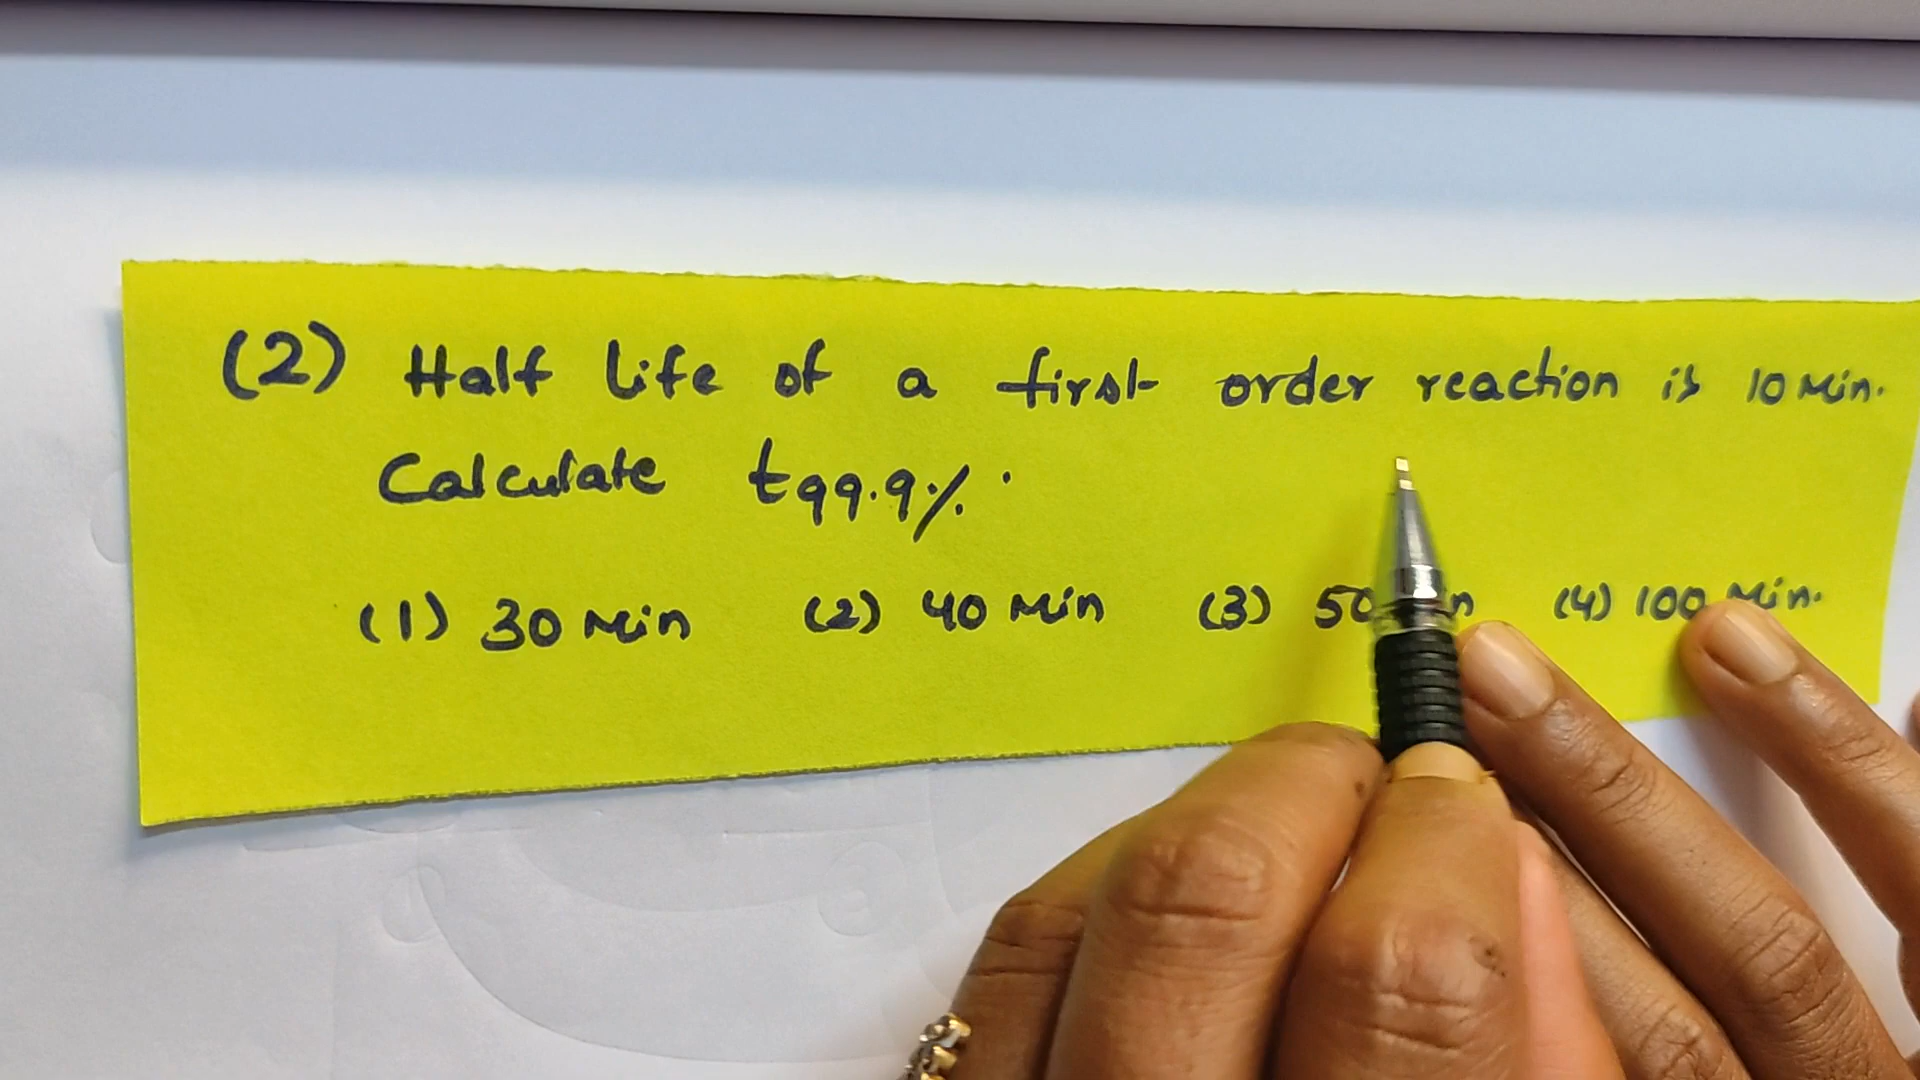 (2) Half life of a first order reaction is 10 Min.
Calculate t99.9%.
(1) 30 Min (2) 40 Min (3) 50 (4) 100 Min.